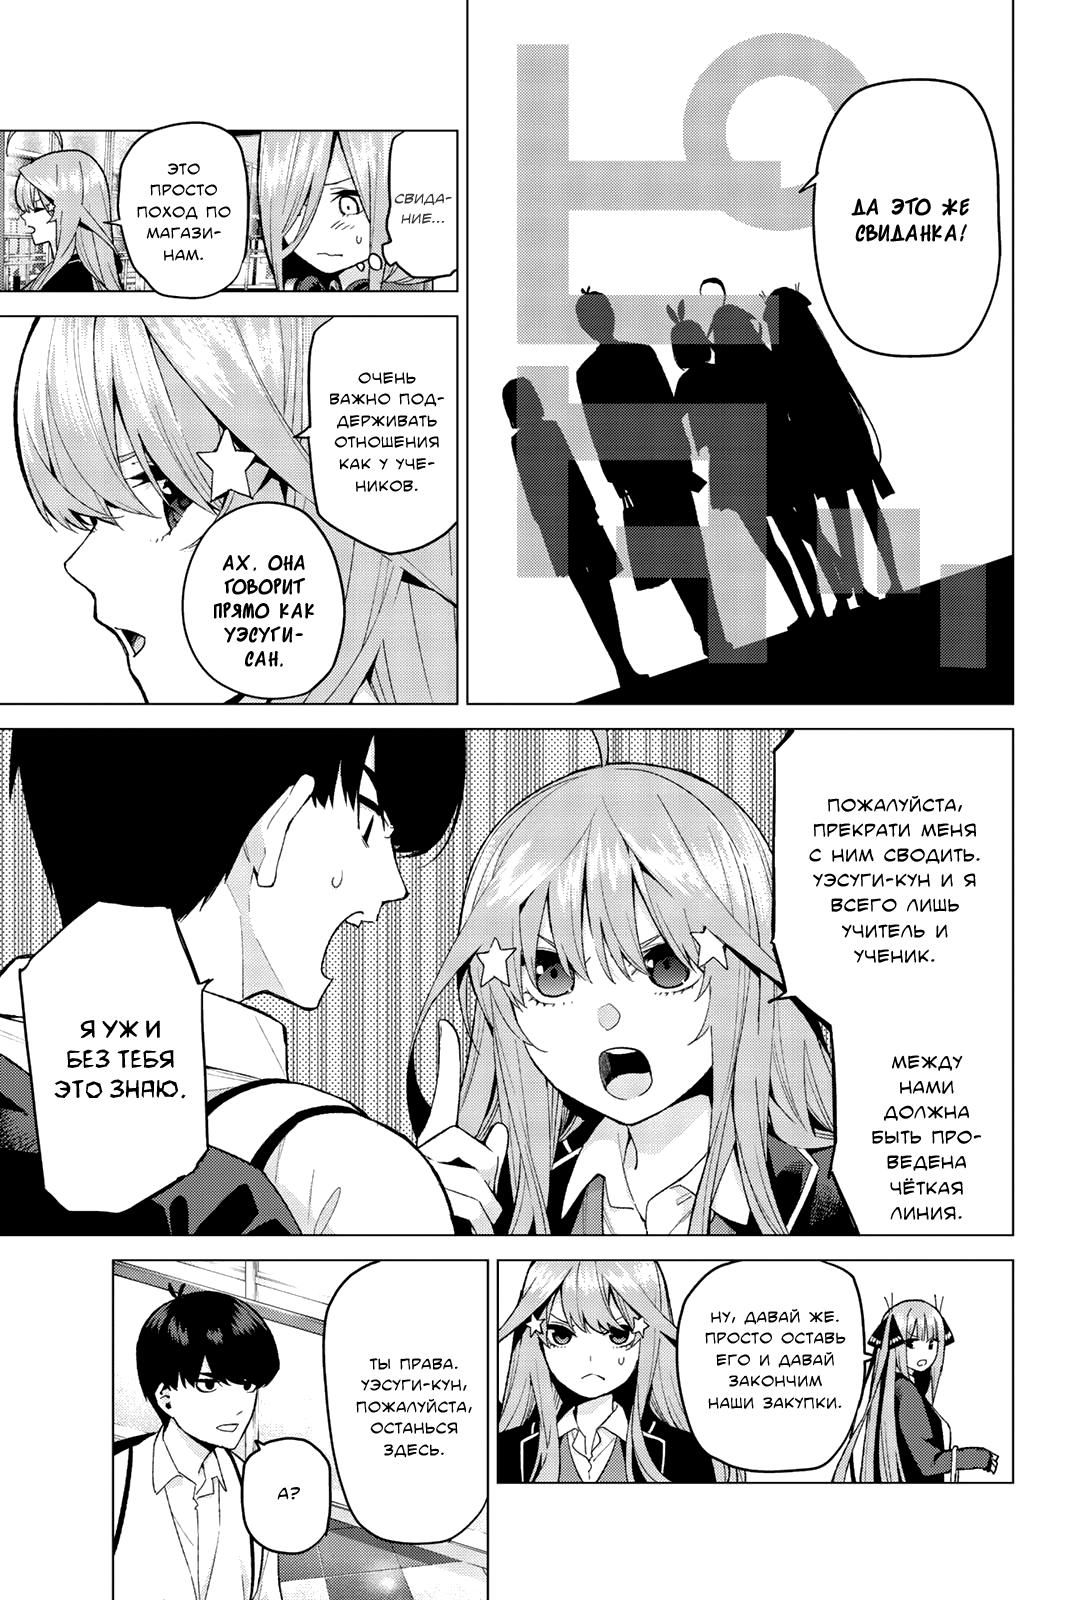 ДА ЭТО ЖЕ
СВИДАНКА!
СВИДА-
НИЕ...
ЭТО
ПРОСТО
ПОХОД ПО
МАГАЗИ-
НАМ.
ОЧЕНЬ
ВАЖНО ПОД-
ДЕРЖИВАТЬ
ОТНОШЕНИЯ
КАК У УЧЕ-
НИКОВ.
АХ. ОНА
ГОВОРИТ
ПРЯМО КАК
УЭСУГИ-
САН.
ПОЖАЛУЙСТА,
ПРЕКРАТИ МЕНЯ
С НИМ СВОДИТЬ.
УЭСУГИ-КУН И Я
ВСЕГО ЛИШЬ
УЧИТЕЛЬ И
УЧЕНИК.
МЕЖДУ
НАМИ
ДОЛЖНА
БЫТЬ ПРО-
ВЕДЕНА
ЧЁТКАЯ
ЛИНИЯ.
Я УЖ И
БЕЗ ТЕБЯ
ЭТО ЗНАЮ.
НУ, ДАВАЙ ЖЕ.
ПРОСТО ОСТАВЬ
ЕГО И ДАВАЙ
ЗАКОНЧИМ
НАШИ ЗАКУПКИ.
ТЫ ПРАВА.
УЭСУГИ-КУН,
ПОЖАЛУЙСТА,
ОСТАНЬСЯ
ЗДЕСЬ.
А?